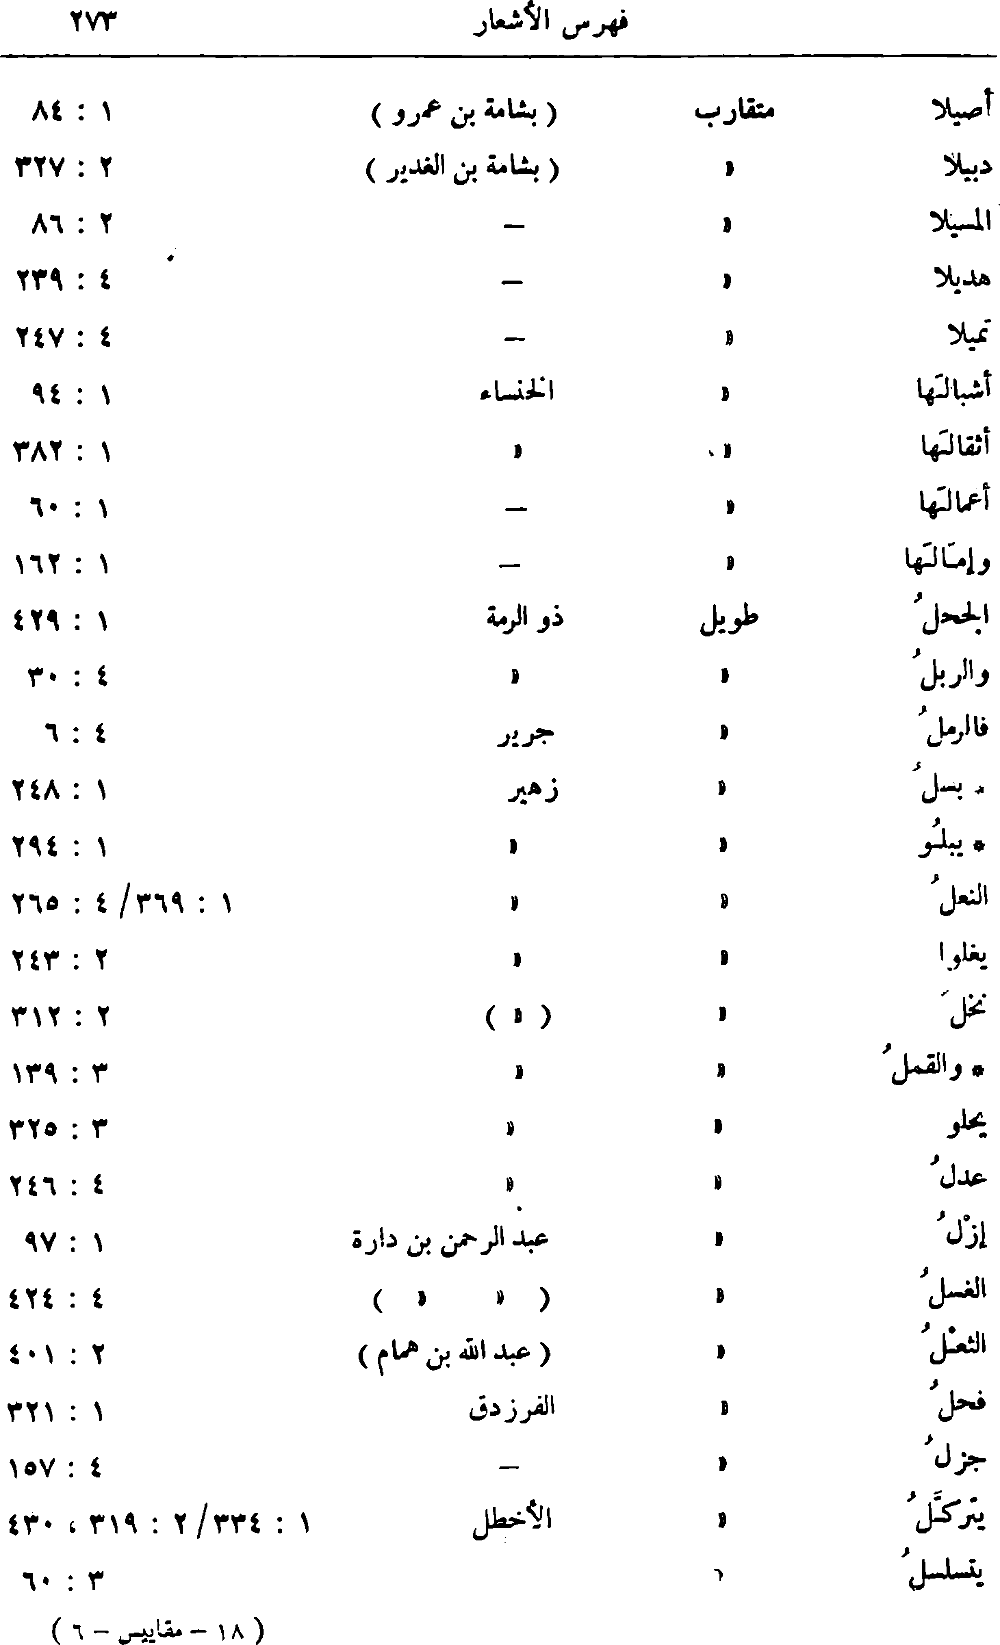 فهرس الأشعار ٢٧٣
أصيلا متقارب ( بشامة بن عمرو ) ١ : ٨٤
دبيلا » ( بشامة بن الغدير ) ٢ : ٣٢٧
المسيلا » — ٢ : ٨٦
هديلا » — ٤ : ٢٣٩
تميلا » — ٤ : ٢٤٧
أشبالَها » الخنساء ١ : ٩٤
أثقالَها » » ١ : ٣٨٢
أعمالَها » — ١ : ٦٠
وإمَالَها » — ١ : ١٦٢
الجحلُ طويل ذو الرمة ١ : ٤٢٩
والربلُ » » ٤ : ٣٠
فالرملُ » جرير ٤ : ٦
* بسلُ » زهير ١ : ٢٤٨
* يبلُو » » ١ : ٢٩٤
النعلُ » » ١ : ٣٦٩/ ٤ : ٢٦٥
يغلوا » » ٢ : ٢٤٣
نخلُ » ( » ) ٢ : ٣١٢
* والقملُ » » ٣ : ١٣٩
يحلو » » ٣ : ٣٢٥
عدلُ » » ٤ : ٢٤٦
إزْلُ » عبد الرحمن بن دارة ١ : ٩٧
الغسلُ » ( » » ) ٤ : ٤٢٤
الثعْلُ » ( عبد الله بن همام ) ٢ : ٤٠١
فحلُ » الفرزدق ١ : ٣٢١
جزلُ » — ٤ : ١٥٧
يتركَّلُ » الأخطل ١ : ٣٣٤/ ٢ : ٣١٩ ، ٤٣٠
يتسلسلُ » ٣ : ٦٠
( ١٨ – مقاييس – ٦ )